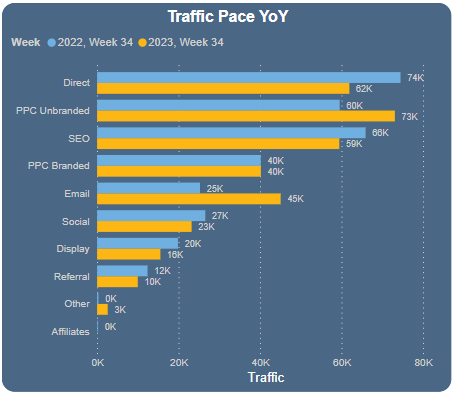 Traffic Pace YoY
Week 2022, Week 34 2023, Week 34
Direct 74K
62K
PPC Unbranded 60K
73K
SEO 66K
59K
PPC Branded 40K
40K
Email 25K
45K
Social 27K
23K
Display 20K
16K
Referral 12K
10K
Other 0K
3K
Affiliates 0K
0K 20K 40K 60K 80K
Traffic